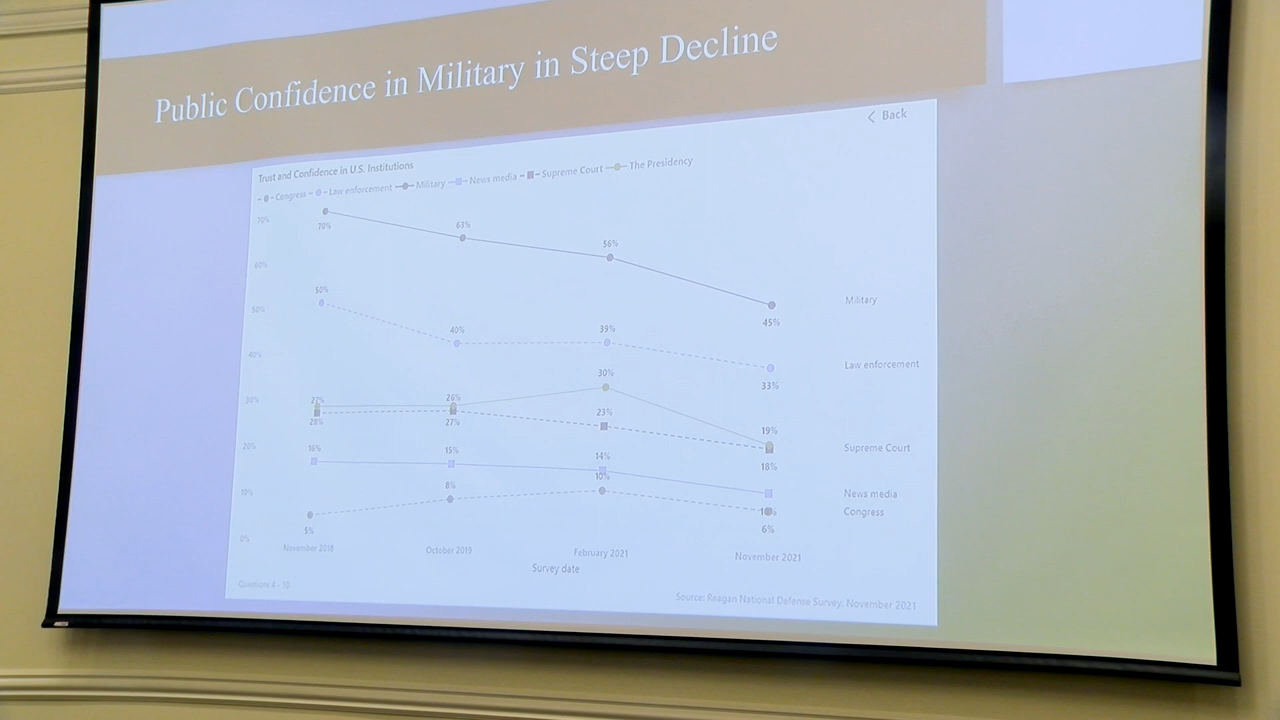 Public Confidence in Military in Steep Decline
< Back
Trust and Confidence in U.S. Institutions
Congress Law enforcement Military News media Supreme Court The Presidency
70%
70% 63% 56% 45%
Military
60%
50%
50% 40% 39% 33%
Law enforcement
40%
30%
27% 26% 30% 19%
28% 27% 23% 18%
Supreme Court
20%
16% 15% 14%
News media
10%
5% 8% 10% 6%
Congress
0%
November 2018 October 2019 February 2021 November 2021
Survey date
Questions 4 - 10
Source: Reagan National Defense Survey, November 2021